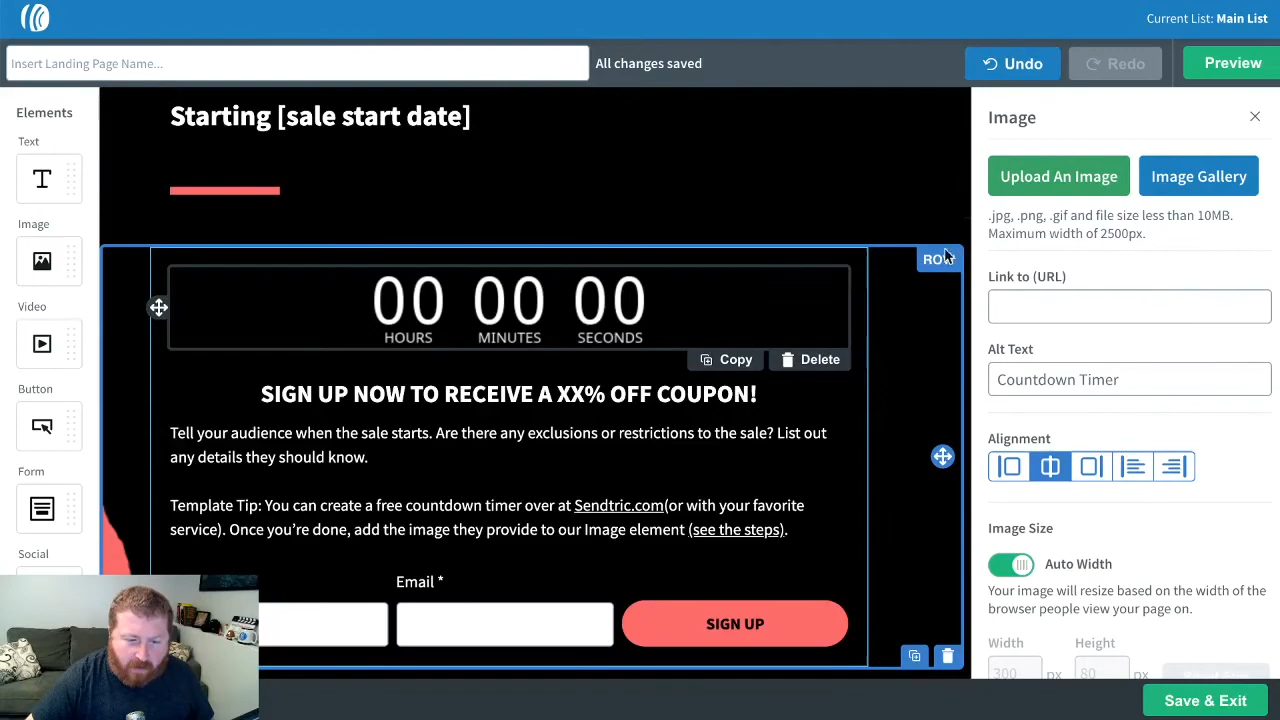 Current List: Main List
Insert Landing Page Name...
All changes saved
Undo
Redo
Preview
Elements
Text
Image
Video
Button
Form
Social
Starting [sale start date]
ROW
00 00 00
HOURS MINUTES SECONDS
Copy
Delete
SIGN UP NOW TO RECEIVE A XX% OFF COUPON!
Tell your audience when the sale starts. Are there any exclusions or restrictions to the sale? List out
any details they should know.
Template Tip: You can create a free countdown timer over at Sendtric.com(or with your favorite
service). Once you're done, add the image they provide to our Image element (see the steps).
Email *
SIGN UP
Image
Upload An Image
Image Gallery
.jpg, .png, .gif and file size less than 10MB.
Maximum width of 2500px.
Link to (URL)
Alt Text
Countdown Timer
Alignment
Image Size
Auto Width
Your image will resize based on the width of the
browser people view your page on.
Width Height
300 px 80 px
Save & Exit